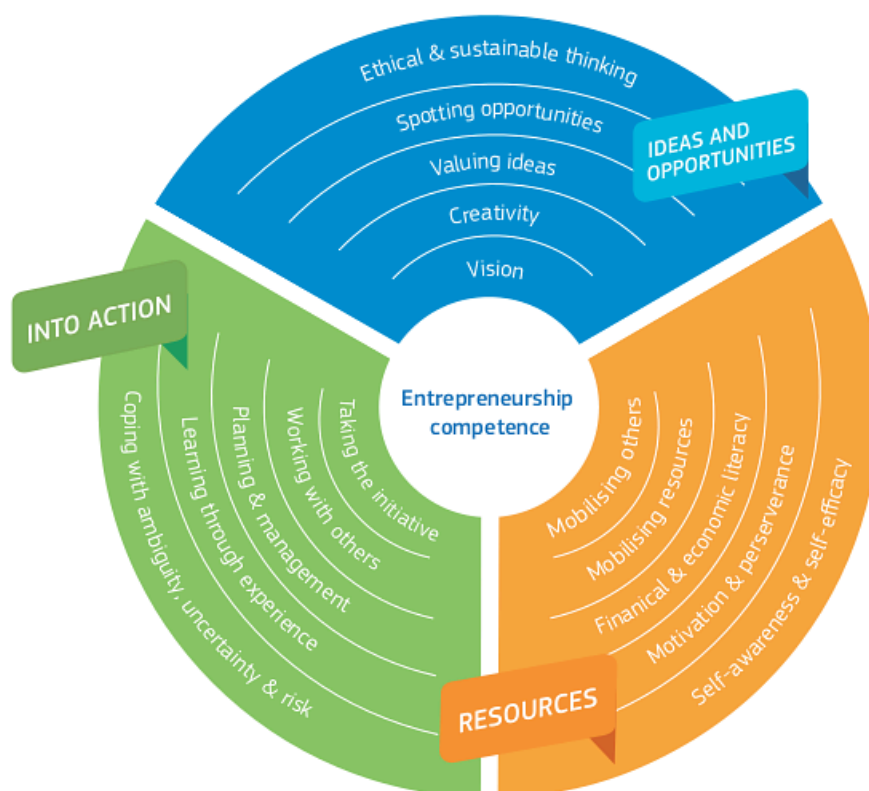 Ethical & sustainable thinking
Spotting opportunities
Valuing ideas
Creativity
Vision
IDEAS AND
OPPORTUNITIES
INTO ACTION
Entrepreneurship
competence
Taking the initiative
Working with others
Planning & management
Learning through experience
Coping with ambiguity, uncertainty & risk
Mobilising others
Mobilising resources
Finanical & economic literacy
Motivation & perserverance
Self-awareness & self-efficacy
RESOURCES